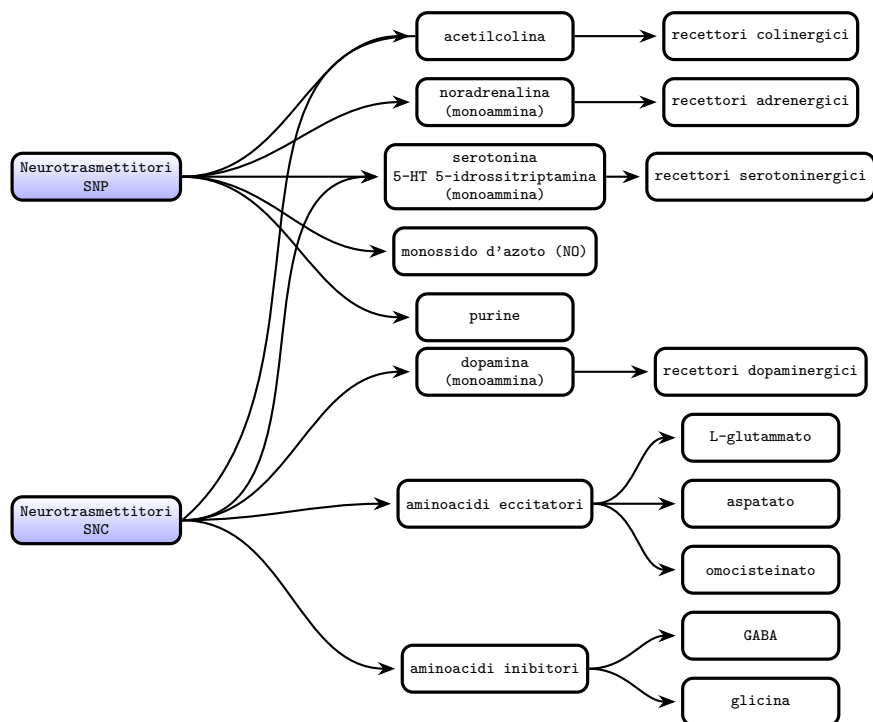 acetilcolina
recettori colinergici
noradrenalina
(monoammina)
recettori adrenergici
Neurotrasmettitori
SNP
serotonina
5-HT 5-idrossitriptamina
(monoammina)
recettori serotoninergici
monossido d'azoto (NO)
purine
dopamina
(monoammina)
recettori dopaminergici
L-glutammato
Neurotrasmettitori
SNC
aminoacidi eccitatori
aspatato
omocisteinato
aminoacidi inibitori
GABA
glicina